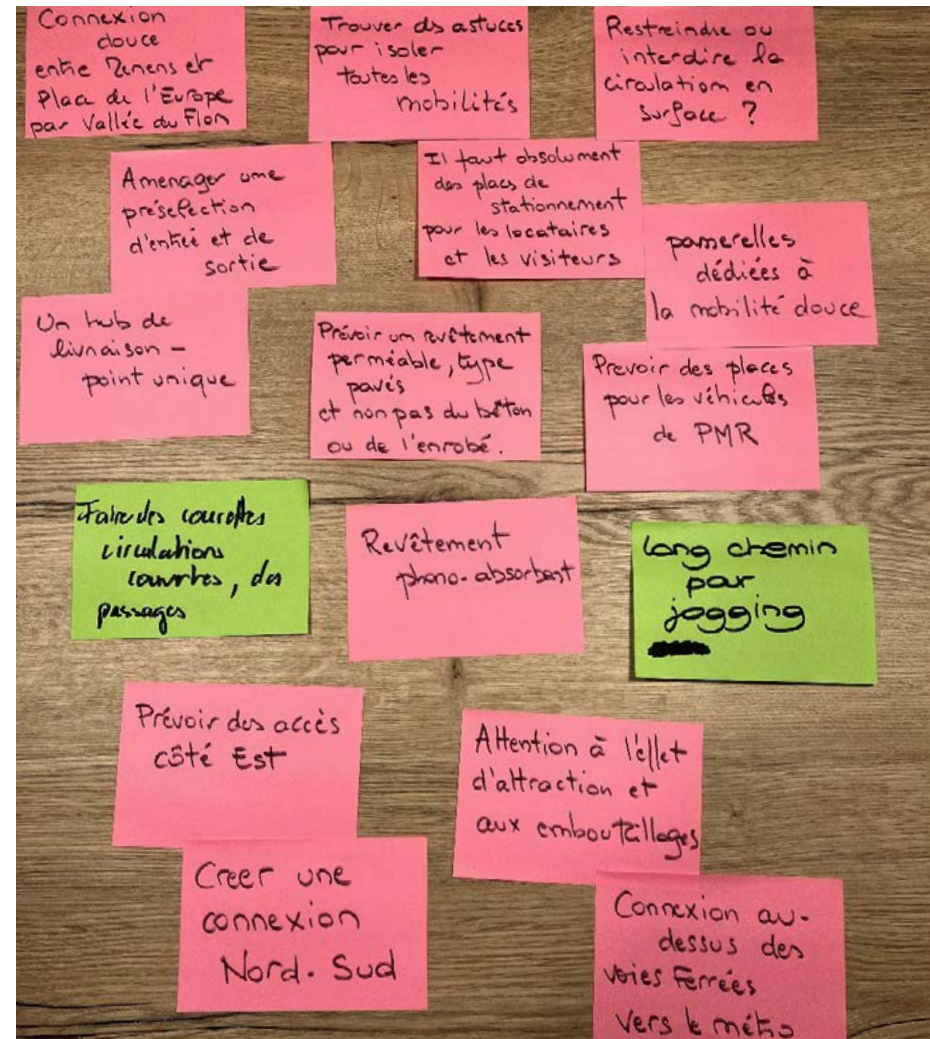 Connexion
douce
entre Renens et
Place de l'Europe
par Vallée du Flon
Trouver ds astuces
pour isoler
toutes les
mobilités
Restreindre ou
interdire la
circulation en
surface ?
Amenager une
préselection
d'entrée et de
sortie
Il faut absolument
des places de
stationnement
pour les locataires
et les visiteurs
passerelles
dédiées à
la mobilité douce
Un hub de
livraison –
point unique
Prévoir un revêtement
perméable, type
pavés
et non pas du béton
ou de l'enrobé.
Prevoir des places
pour les véhicules
de PMR
Faire des
circulations
couvertes, des
passages
Revêtement
phono-absorbant
long chemin
par
jogging
Prévoir des accès
côté Est
Attention à l'effet
d'attraction et
aux embouteillages
Creer une
connexion
Nord. Sud
Connexion au-
dessus des
voies Ferrées
vers le métro